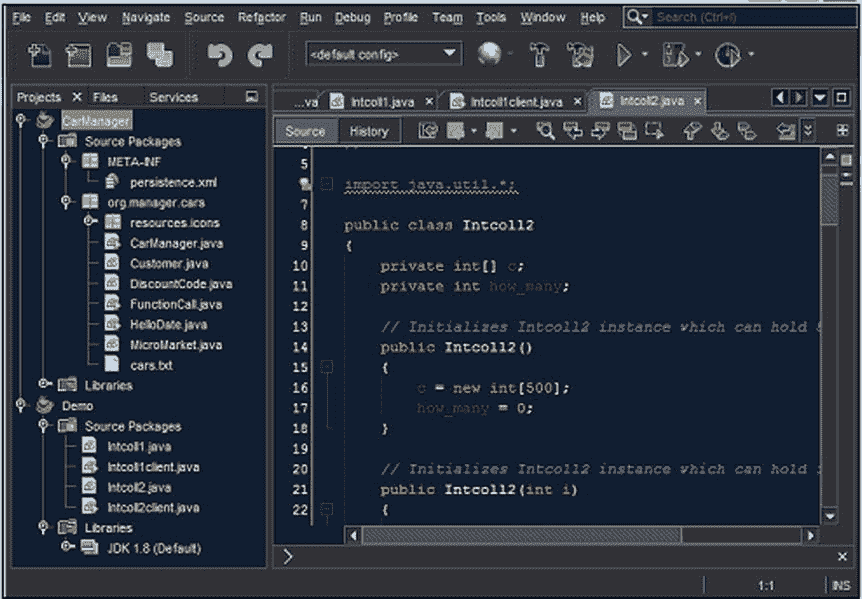 File Edit View Navigate Source Refactor Run Debug Profile Team Tools Window Help Search (Ctrl+I)
<default config>
Projects Files Services
...va Intcoll1.java Intcoll1client.java Intcoll2.java
Source History
CarManager
Source Packages
META-INF
persistence.xml
org.manager.cars
resources.icons
CarManager.java
Customer.java
DiscountCode.java
FunctionCall.java
HelloDate.java
MicroMarket.java
cars.txt
Libraries
Demo
Source Packages
Intcoll1.java
Intcoll1client.java
Intcoll2.java
Intcoll2client.java
Libraries
JDK 1.8 (Default)
5
import java.util.*;
7
8 public class Intcoll2
9 {
10 private int[] c;
11 private int how_many;
12
13 // Initializes Intcoll2 instance which can hold
14 public Intcoll2()
15 {
16 c = new int[500];
17 how_many = 0;
18 }
19
20 // Initializes Intcoll2 instance which can hold
21 public Intcoll2(int i)
22 {
1:1 INS